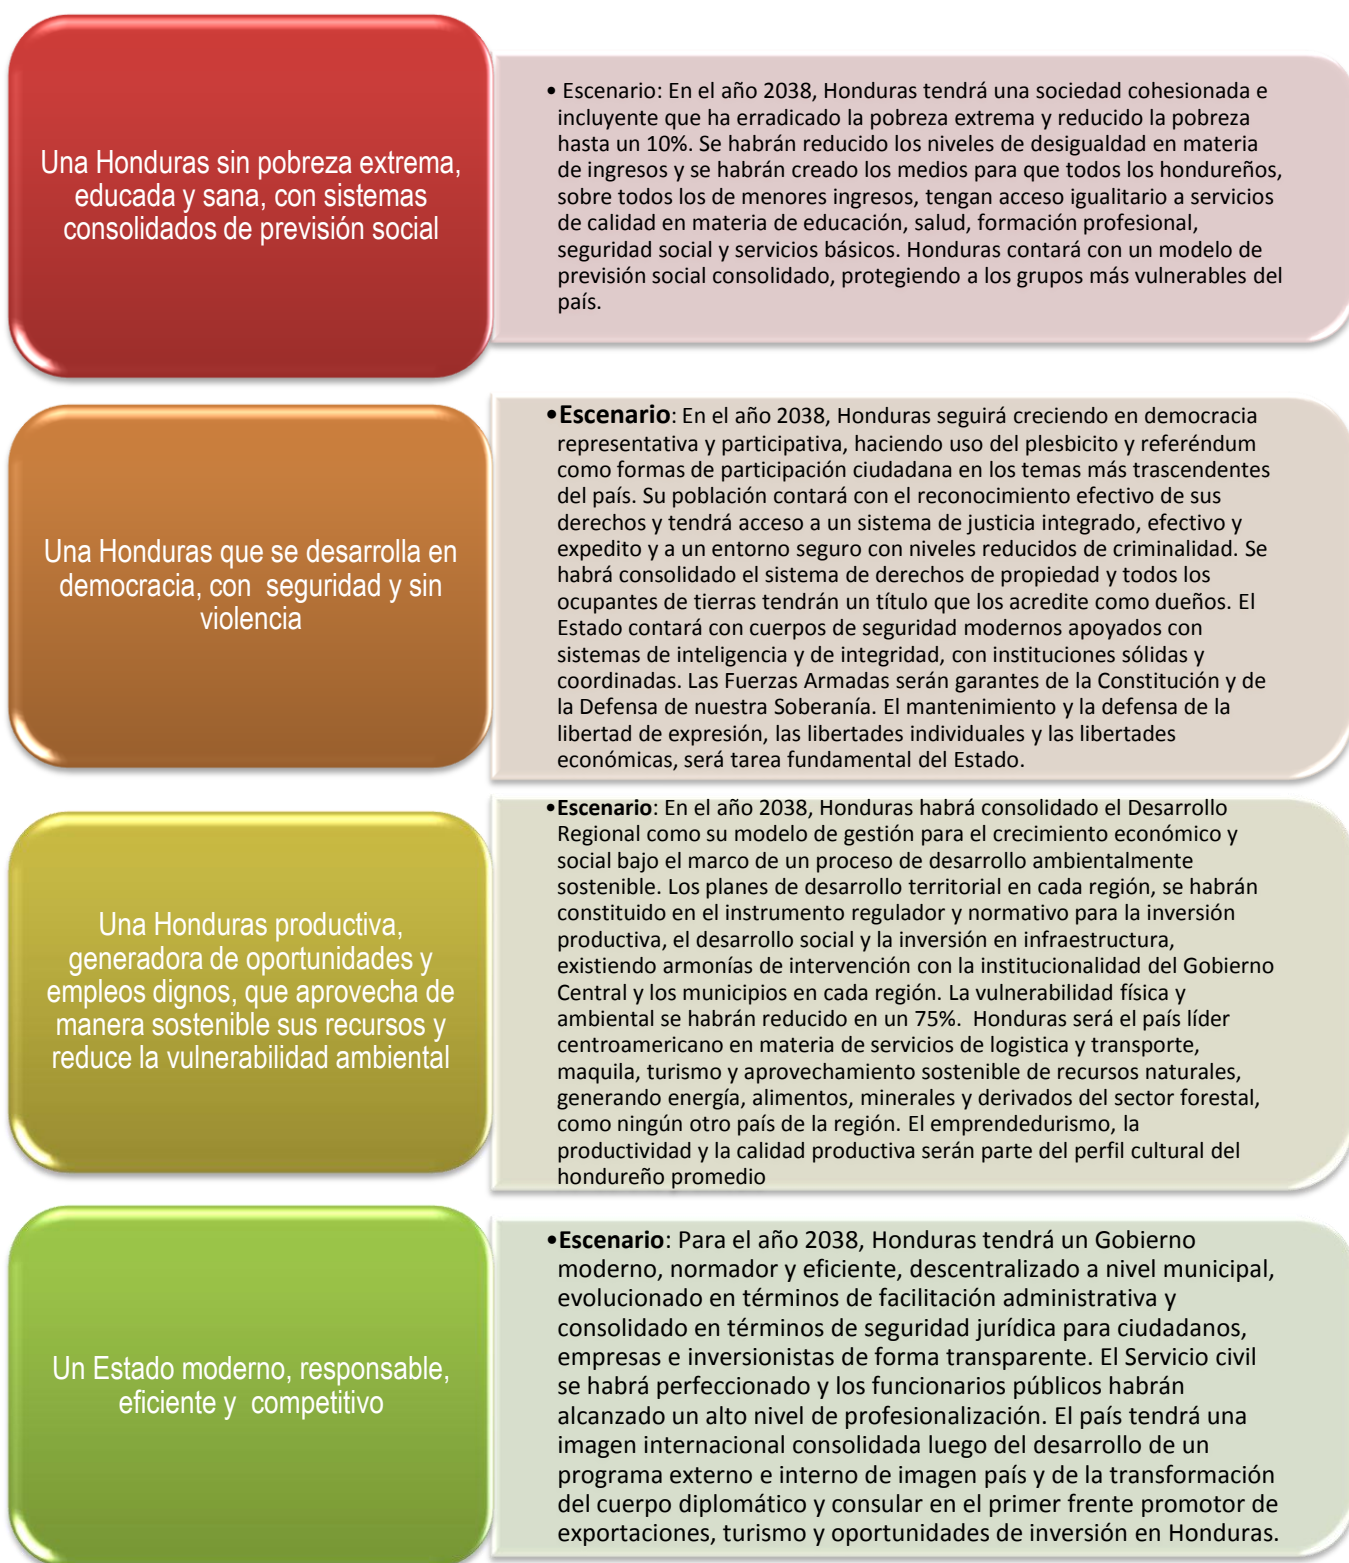 Una Honduras sin pobreza extrema,
educada y sana, con sistemas
consolidados de previsión social
• Escenario: En el año 2038, Honduras tendrá una sociedad cohesionada e
incluyente que ha erradicado la pobreza extrema y reducido la pobreza
hasta un 10%. Se habrán reducido los niveles de desigualdad en materia
de ingresos y se habrán creado los medios para que todos los hondureños,
sobre todos los de menores ingresos, tengan acceso igualitario a servicios
de calidad en materia de educación, salud, formación profesional,
seguridad social y servicios básicos. Honduras contará con un modelo de
previsión social consolidado, protegiendo a los grupos más vulnerables del
país.
Una Honduras que se desarrolla en
democracia, con  seguridad y sin
violencia
•Escenario: En el año 2038, Honduras seguirá creciendo en democracia
representativa y participativa, haciendo uso del plesbicito y referéndum
como formas de participación ciudadana en los temas más trascendentes
del país. Su población contará con el reconocimiento efectivo de sus
derechos y tendrá acceso a un sistema de justicia integrado, efectivo y
expedito y a un entorno seguro con niveles reducidos de criminalidad. Se
habrá consolidado el sistema de derechos de propiedad y todos los
ocupantes de tierras tendrán un título que los acredite como dueños. El
Estado contará con cuerpos de seguridad modernos apoyados con
sistemas de inteligencia y de integridad, con instituciones sólidas y
coordinadas. Las Fuerzas Armadas serán garantes de la Constitución y de
la Defensa de nuestra Soberanía. El mantenimiento y la defensa de la
libertad de expresión, las libertades individuales y las libertades
económicas, será tarea fundamental del Estado.
Una Honduras productiva,
generadora de oportunidades y
empleos dignos, que aprovecha de
manera sostenible sus recursos y
reduce la vulnerabilidad ambiental
•Escenario: En el año 2038, Honduras habrá consolidado el Desarrollo
Regional como su modelo de gestión para el crecimiento económico y
social bajo el marco de un proceso de desarrollo ambientalmente
sostenible. Los planes de desarrollo territorial en cada región, se habrán
constituido en el instrumento regulador y normativo para la inversión
productiva, el desarrollo social y la inversión en infraestructura,
existiendo armonías de intervención con la institucionalidad del Gobierno
Central y los municipios en cada región. La vulnerabilidad física y
ambiental se habrán reducido en un 75%.  Honduras será el país líder
centroamericano en materia de servicios de logistica y transporte,
maquila, turismo y aprovechamiento sostenible de recursos naturales,
generando energía, alimentos, minerales y derivados del sector forestal,
como ningún otro país de la región. El emprendedurismo, la
productividad y la calidad productiva serán parte del perfil cultural del
hondureño promedio
Un Estado moderno, responsable,
eficiente y  competitivo
•Escenario: Para el año 2038, Honduras tendrá un Gobierno
moderno, normador y eficiente, descentralizado a nivel municipal,
evolucionado en términos de facilitación administrativa y
consolidado en términos de seguridad jurídica para ciudadanos,
empresas e inversionistas de forma transparente. El Servicio civil
se habrá perfeccionado y los funcionarios públicos habrán
alcanzado un alto nivel de profesionalización. El país tendrá una
imagen internacional consolidada luego del desarrollo de un
programa externo e interno de imagen país y de la transformación
del cuerpo diplomático y consular en el primer frente promotor de
exportaciones, turismo y oportunidades de inversión en Honduras.